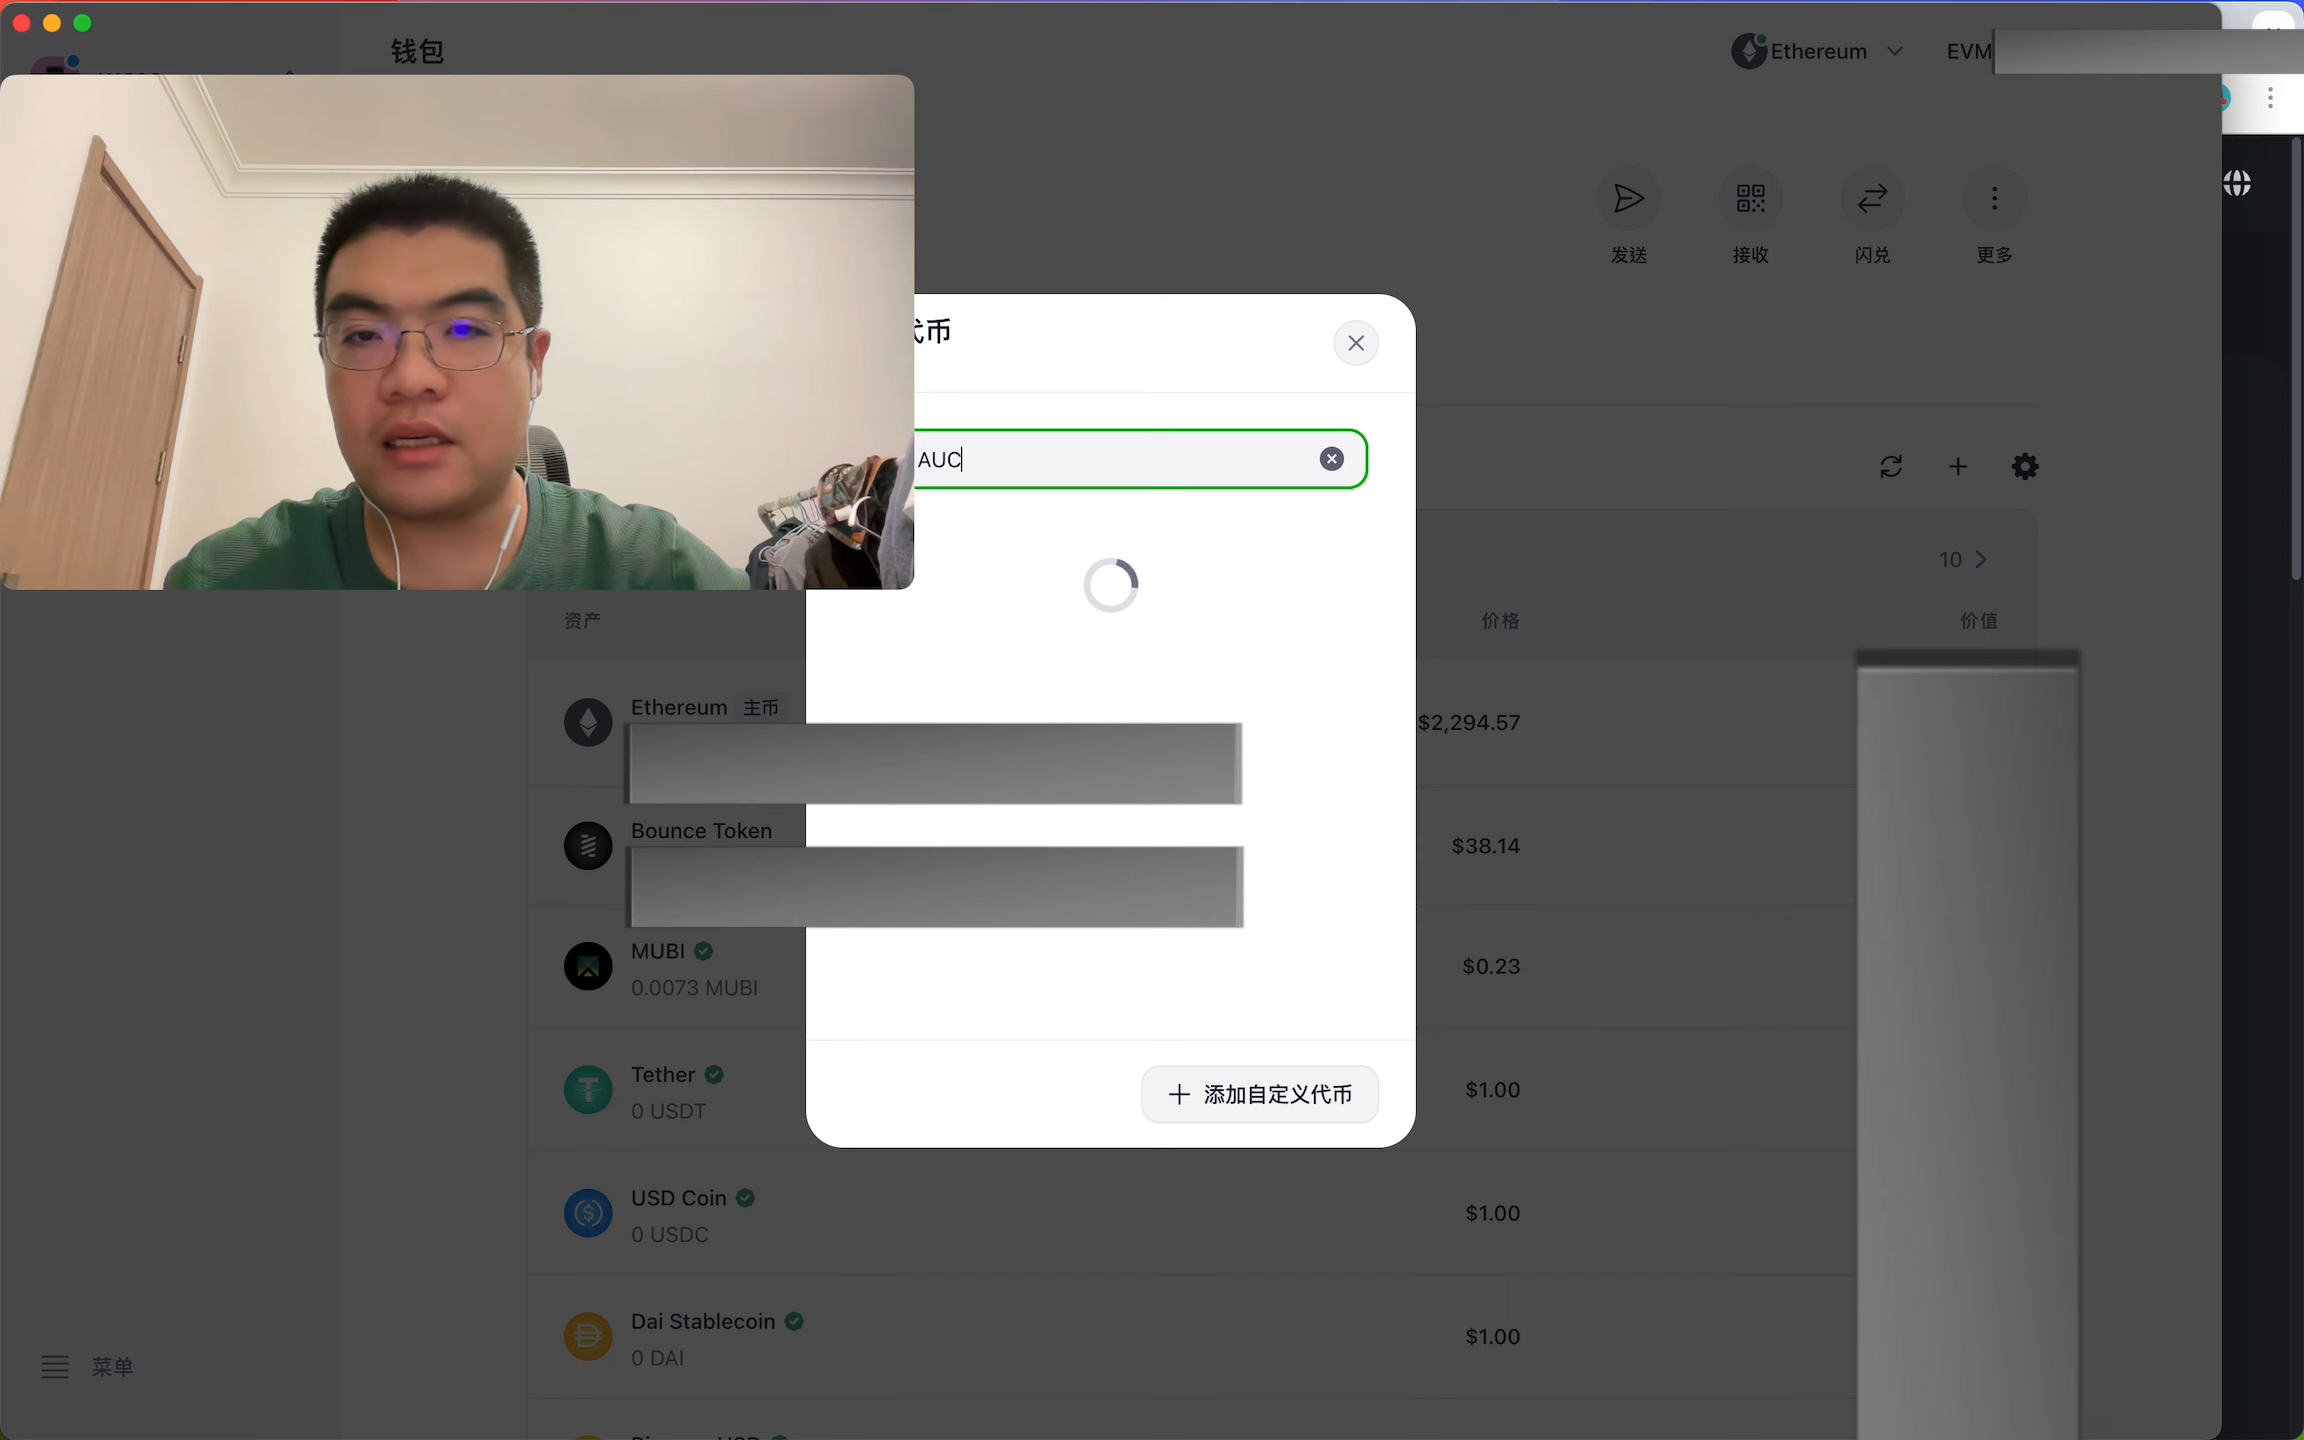 钱包
Ethereum
EVM
发送
接收
闪兑
更多
代币
AUC
10
资产
价格
价值
Ethereum 主币
$2,294.57
Bounce Token
$38.14
MUBI
0.0073 MUBI
$0.23
Tether
0 USDT
$1.00
添加自定义代币
USD Coin
0 USDC
$1.00
Dai Stablecoin
0 DAI
$1.00
菜单